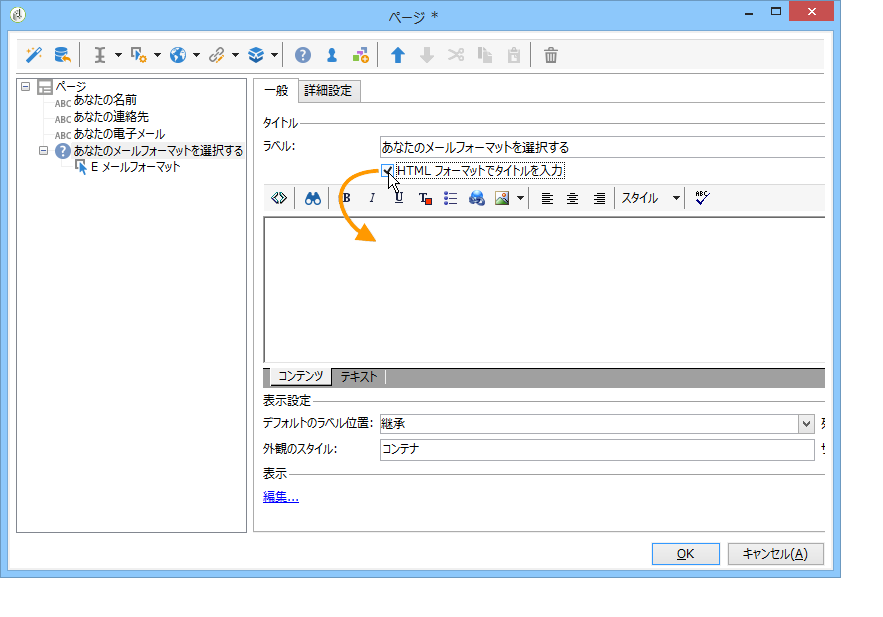 ページ *
ページ
ABC あなたの名前
ABC あなたの連絡先
ABC あなたの電子メール
あなたのメールフォーマットを選択する
E メールフォーマット
一般 詳細設定
タイトル
ラベル: あなたのメールフォーマットを選択する
HTML フォーマットでタイトルを入力
B I U T スタイル ABC
コンテンツ テキスト
表示設定
デフォルトのラベル位置: 継承
外観のスタイル: コンテナ
表示
編集...
OK キャンセル(A)